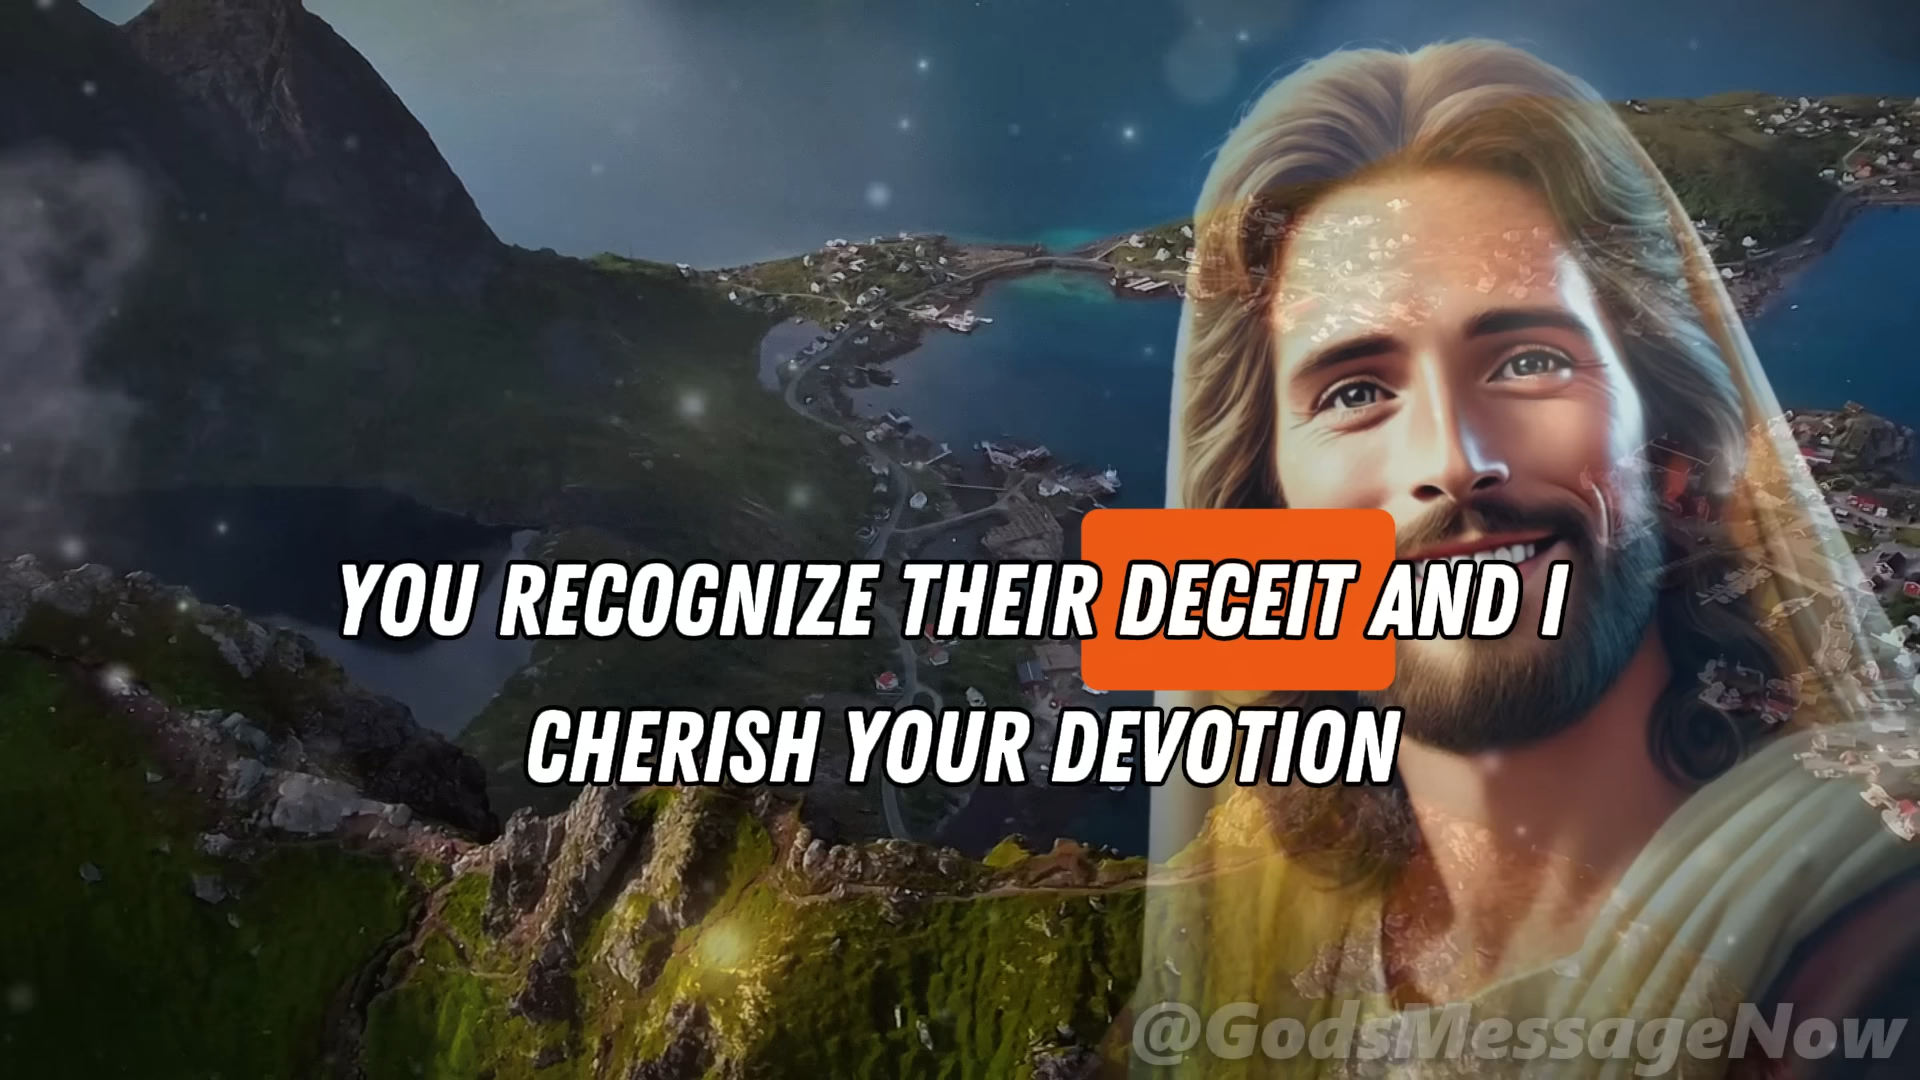 YOU RECOGNIZE THEIR DECEIT AND I
CHERISH YOUR DEVOTION
@GodsMessageNow